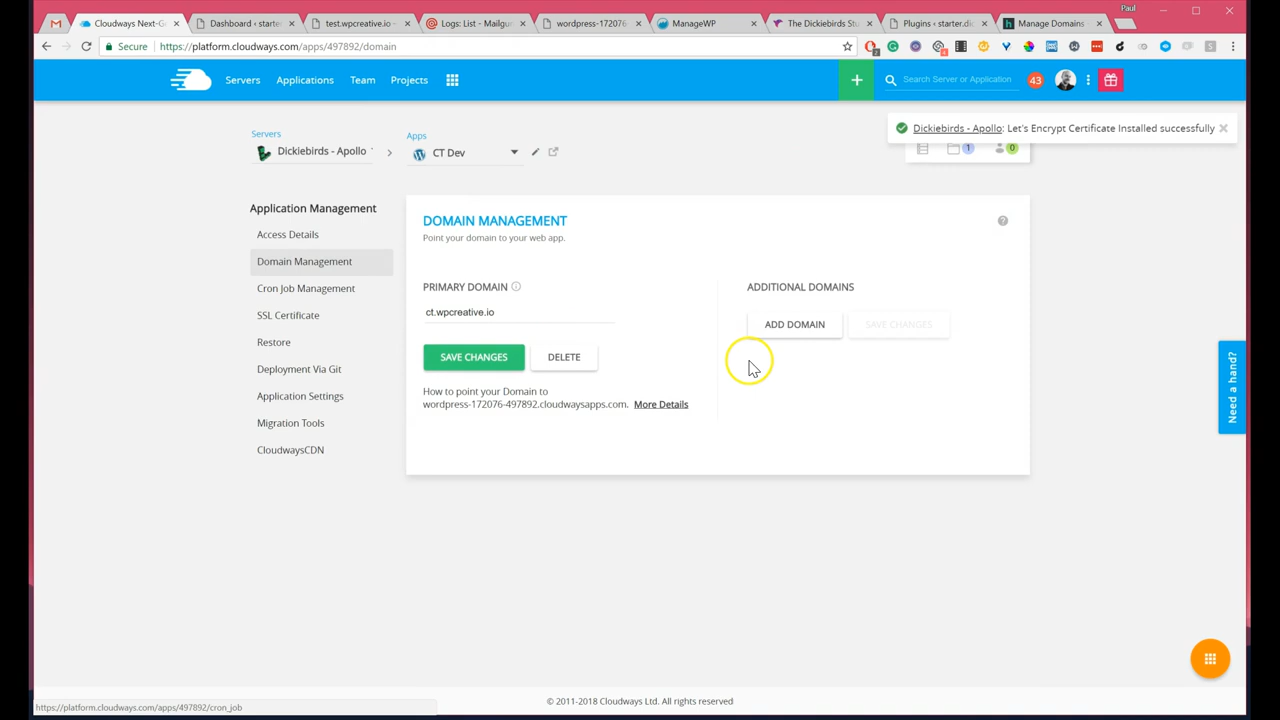 Paul
Cloudways Next-Ge
Dashboard ‹ starter
test.wpcreative.io –
Logs: List - Mailgu
wordpress-172076
ManageWP
The Dickiebirds Stu
Plugins ‹ starter.dic
Manage Domains
Secure
https://platform.cloudways.com/apps/497892/domain
Servers
Applications
Team
Projects
+
Search Server or Application
43
Dickiebirds - Apollo: Let's Encrypt Certificate Installed successfully
Servers
Apps
Dickiebirds - Apollo
CT Dev
1
0
Application Management
Access Details
Domain Management
Cron Job Management
SSL Certificate
Restore
Deployment Via Git
Application Settings
Migration Tools
CloudwaysCDN
DOMAIN MANAGEMENT
Point your domain to your web app.
PRIMARY DOMAIN
ct.wpcreative.io
SAVE CHANGES
DELETE
How to point your Domain to
wordpress-172076-497892.cloudwaysapps.com. More Details
ADDITIONAL DOMAINS
ADD DOMAIN
SAVE CHANGES
Need a hand?
https://platform.cloudways.com/apps/497892/cron_job
© 2011-2018 Cloudways Ltd. All rights reserved